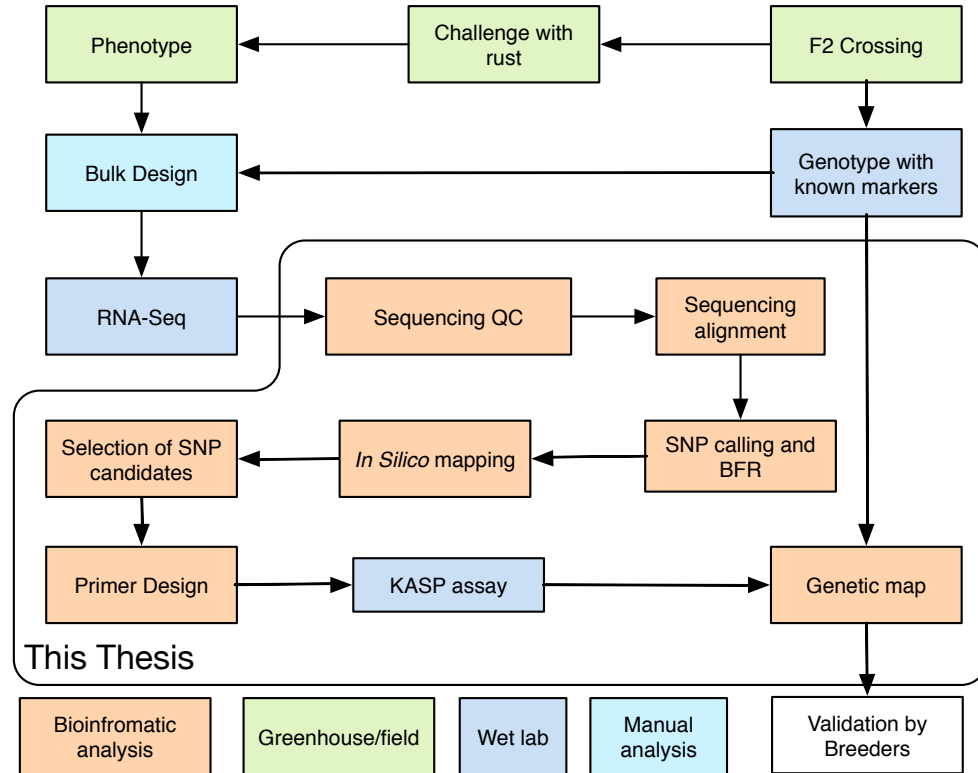 Phenotype
Challenge with
rust
F2 Crossing
Bulk Design
Genotype with
known markers
RNA-Seq
Sequencing QC
Sequencing
alignment
Selection of SNP
candidates
In Silico mapping
SNP calling and
BFR
Primer Design
KASP assay
Genetic map
This Thesis
Bioinfromatic
analysis
Greenhouse/field
Wet lab
Manual
analysis
Validation by
Breeders